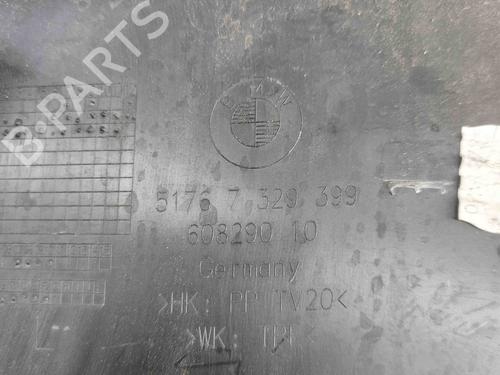 B-PARTS
BMW
5176 7 329 399
608290 10
Germany
>HK: PP TV20<
>WK: